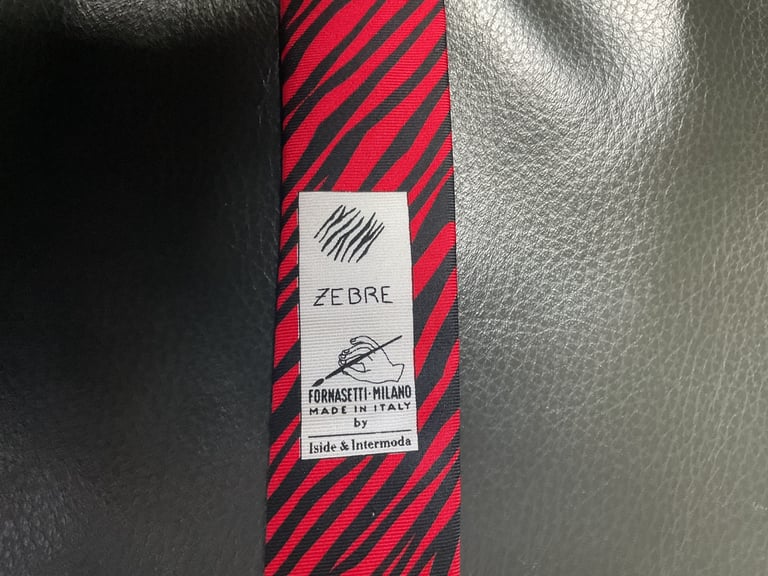 ZEBRE
FORNASETTI-MILANO
MADE IN ITALY
by
Iside & Intermoda